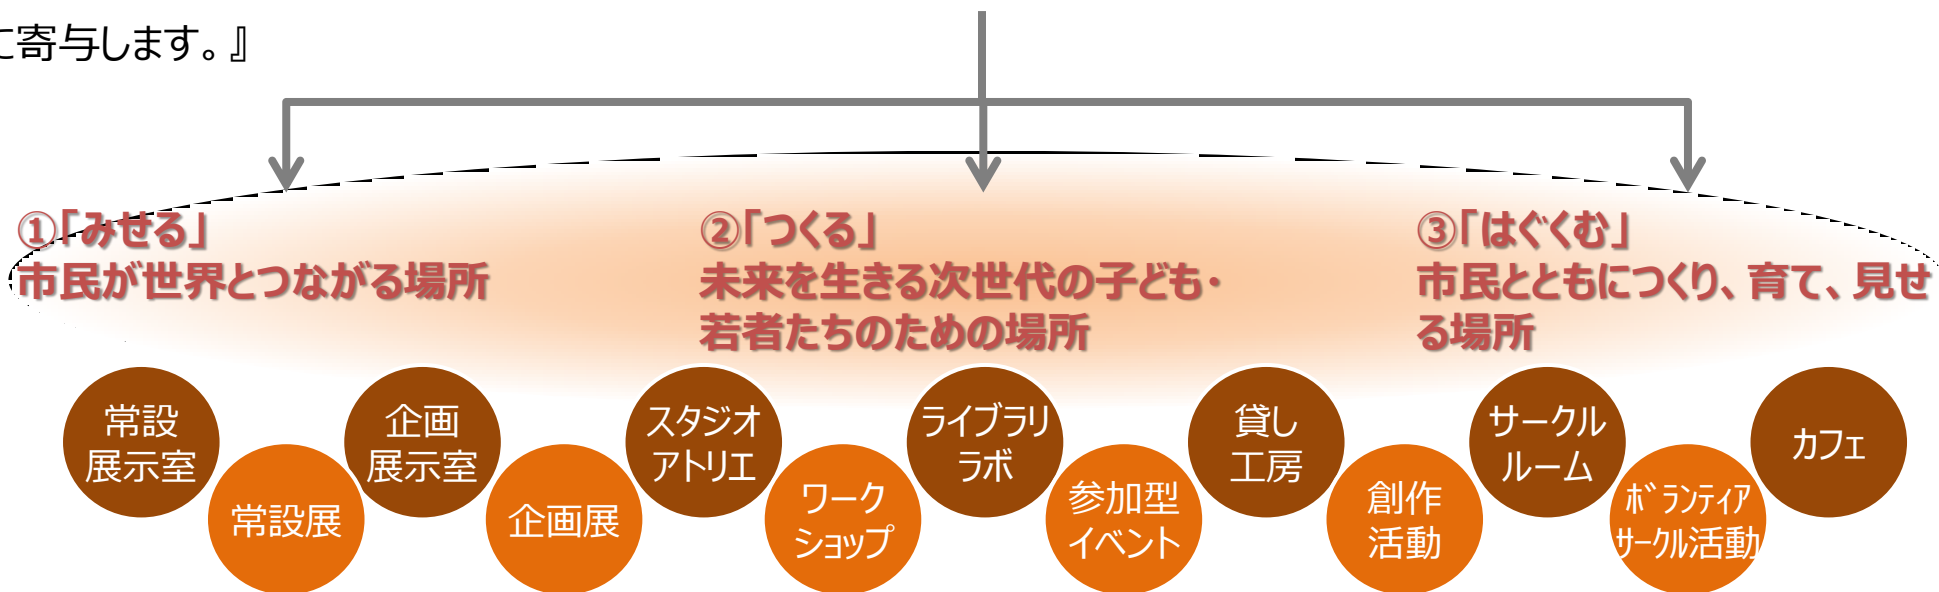 に寄与します。』
①「みせる」
市民が世界とつながる場所
②「つくる」
未来を生きる次世代の子ども・
若者たちのための場所
③「はぐくむ」
市民とともにつくり、育て、見せ
る場所
常設
展示室
企画
展示室
スタジオ
アトリエ
ライブラリ
ラボ
貸し
工房
サークル
ルーム
カフェ
常設展
企画展
ワーク
ショップ
参加型
イベント
創作
活動
ﾎﾞﾗﾝﾃｨｱ
ｻｰｸﾙ活動